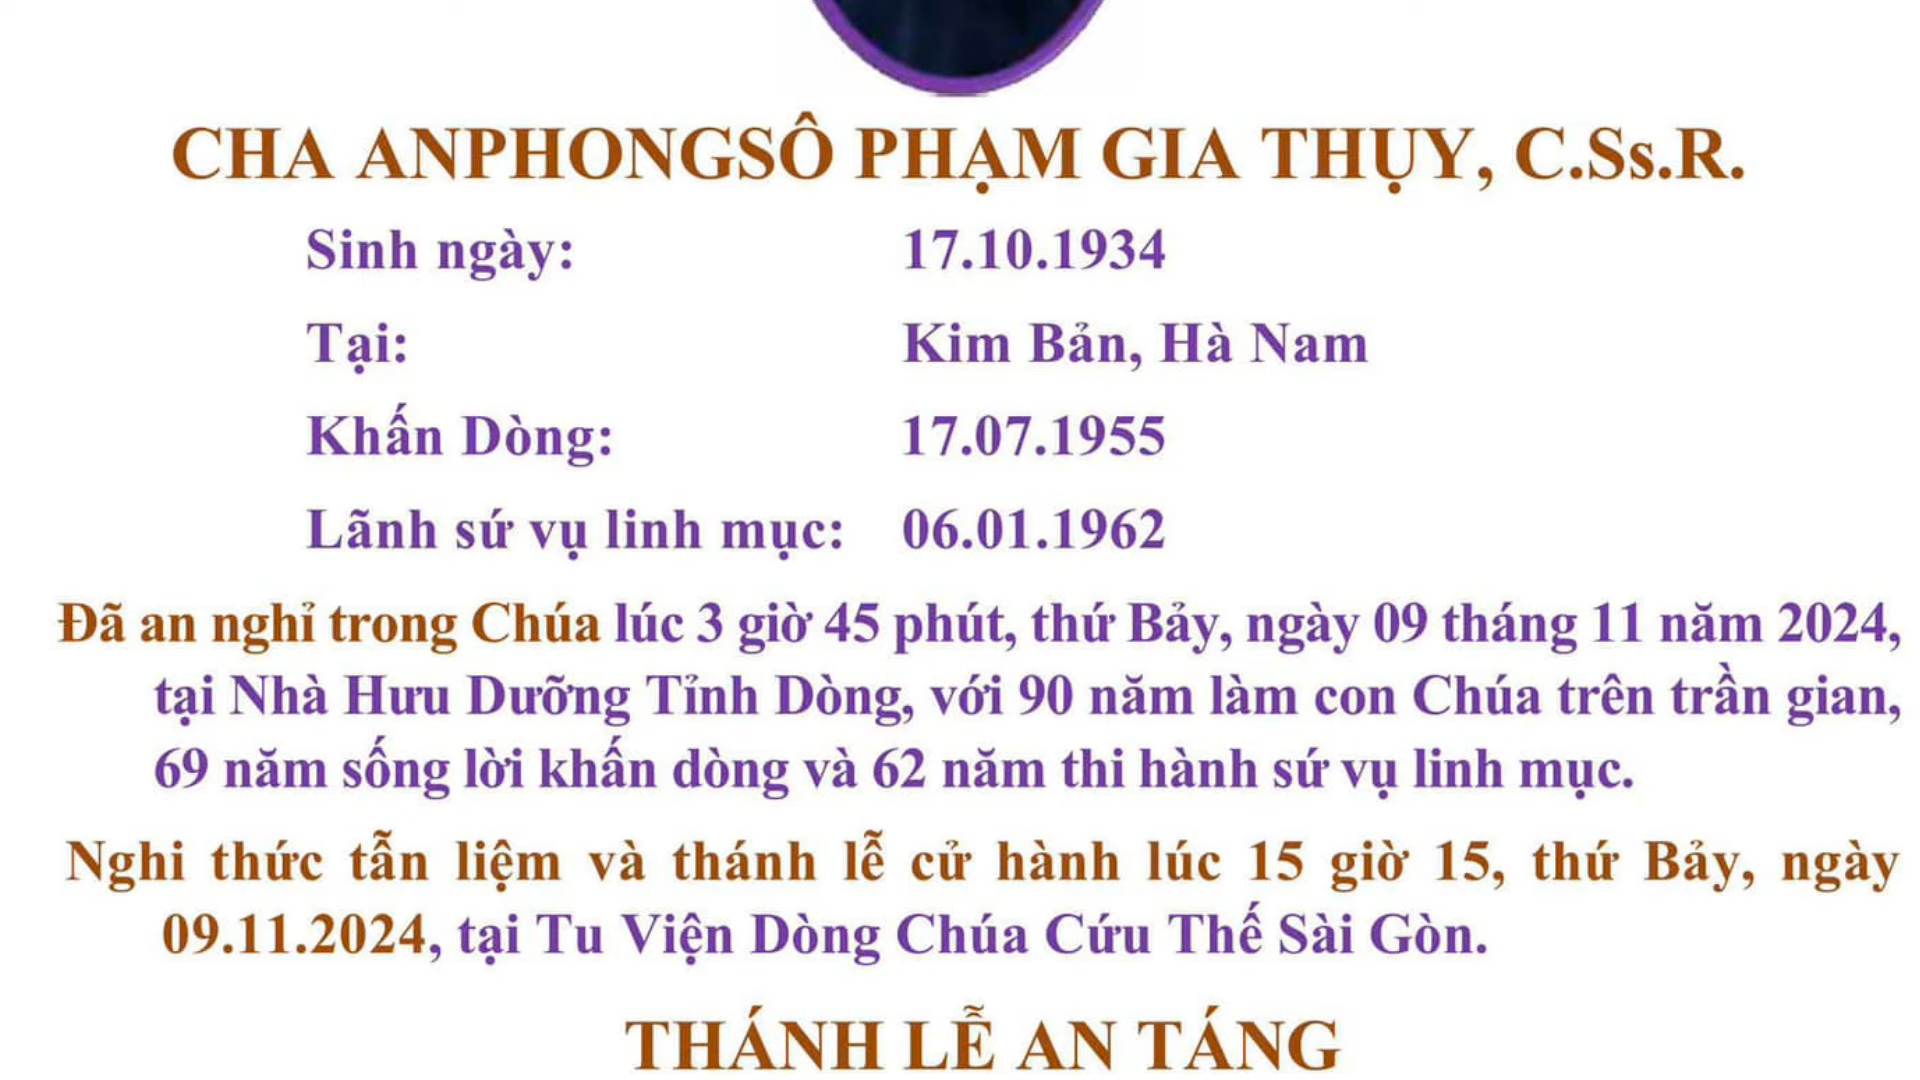 CHA ANPHONGSÔ PHẠM GIA THỤY, C.Ss.R.
Sinh ngày: 17.10.1934
Tại: Kim Bản, Hà Nam
Khấn Dòng: 17.07.1955
Lãnh sứ vụ linh mục: 06.01.1962
Đã an nghỉ trong Chúa lúc 3 giờ 45 phút, thứ Bảy, ngày 09 tháng 11 năm 2024,
tại Nhà Hưu Dưỡng Tỉnh Dòng, với 90 năm làm con Chúa trên trần gian,
69 năm sống lời khấn dòng và 62 năm thi hành sứ vụ linh mục.
Nghi thức tẫn liệm và thánh lễ cử hành lúc 15 giờ 15, thứ Bảy, ngày
09.11.2024, tại Tu Viện Dòng Chúa Cứu Thế Sài Gòn.
THÁNH LỄ AN TÁNG